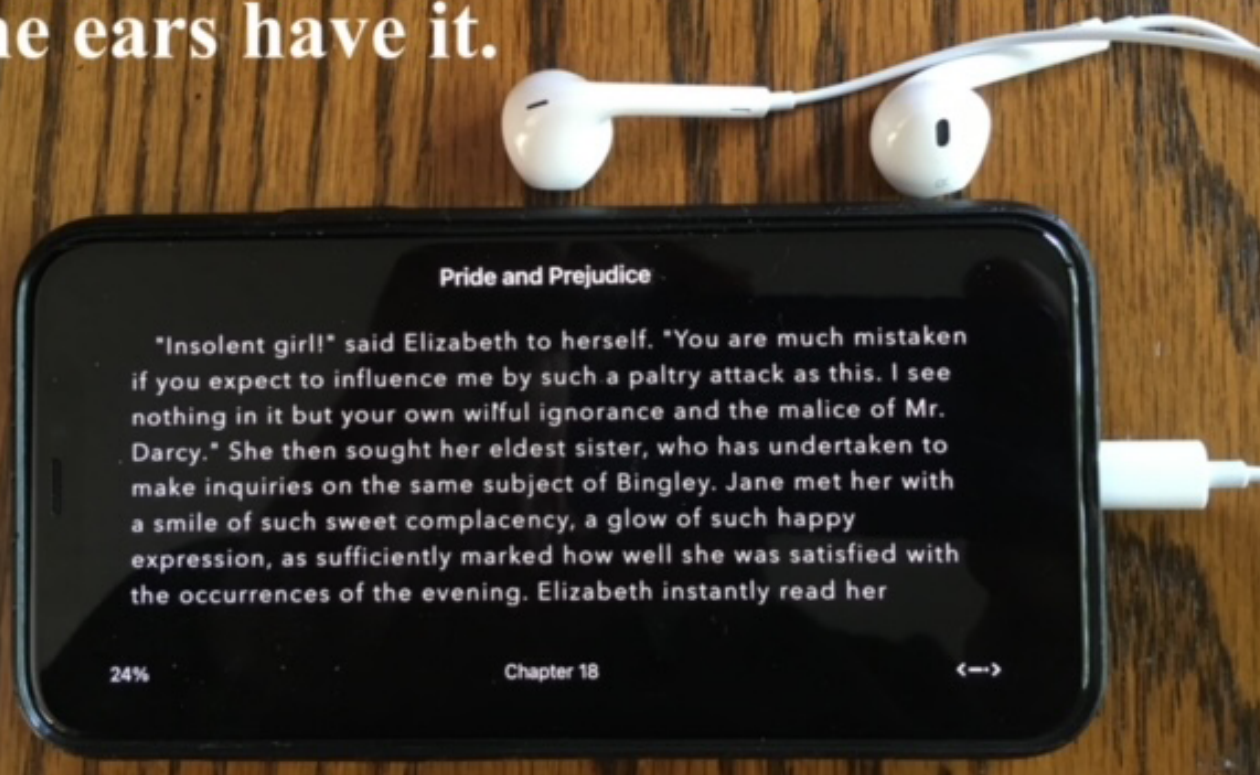 he ears have it.
Pride and Prejudice
"Insolent girl!" said Elizabeth to herself. "You are much mistaken
if you expect to influence me by such a paltry attack as this. I see
nothing in it but your own wilful ignorance and the malice of Mr.
Darcy." She then sought her eldest sister, who has undertaken to
make inquiries on the same subject of Bingley. Jane met her with
a smile of such sweet complacency, a glow of such happy
expression, as sufficiently marked how well she was satisfied with
the occurrences of the evening. Elizabeth instantly read her
24% Chapter 18 <-->